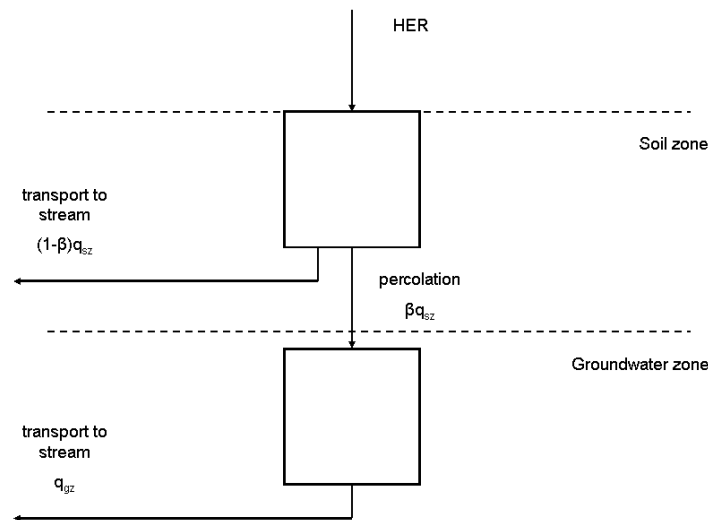 HER
Soil zone
transport to
stream
(1-β)qsz
percolation
βqsz
Groundwater zone
transport to
stream
qgz